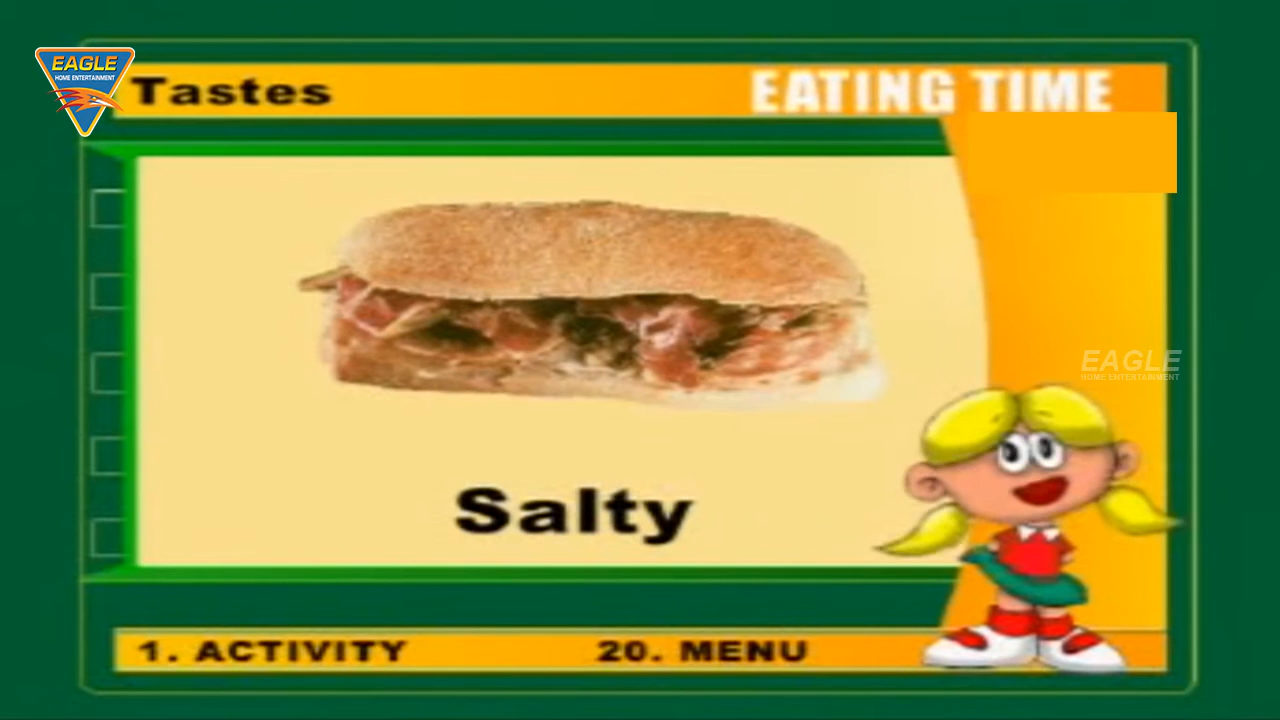 EAGLE
HOME ENTERTAINMENT
Tastes
EATING TIME
EAGLE
HOME ENTERTAINMENT
Salty
1. ACTIVITY
20. MENU